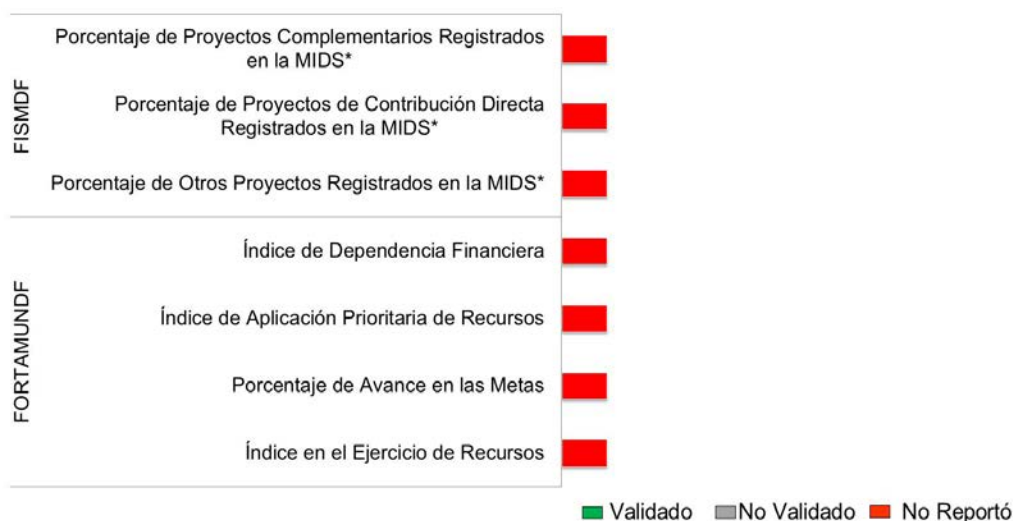 FISMDF
Porcentaje de Proyectos Complementarios Registrados
en la MIDS*
Porcentaje de Proyectos de Contribución Directa
Registrados en la MIDS*
Porcentaje de Otros Proyectos Registrados en la MIDS*
FORTAMUNDF
Índice de Dependencia Financiera
Índice de Aplicación Prioritaria de Recursos
Porcentaje de Avance en las Metas
Índice en el Ejercicio de Recursos
Validado No Validado No Reportó